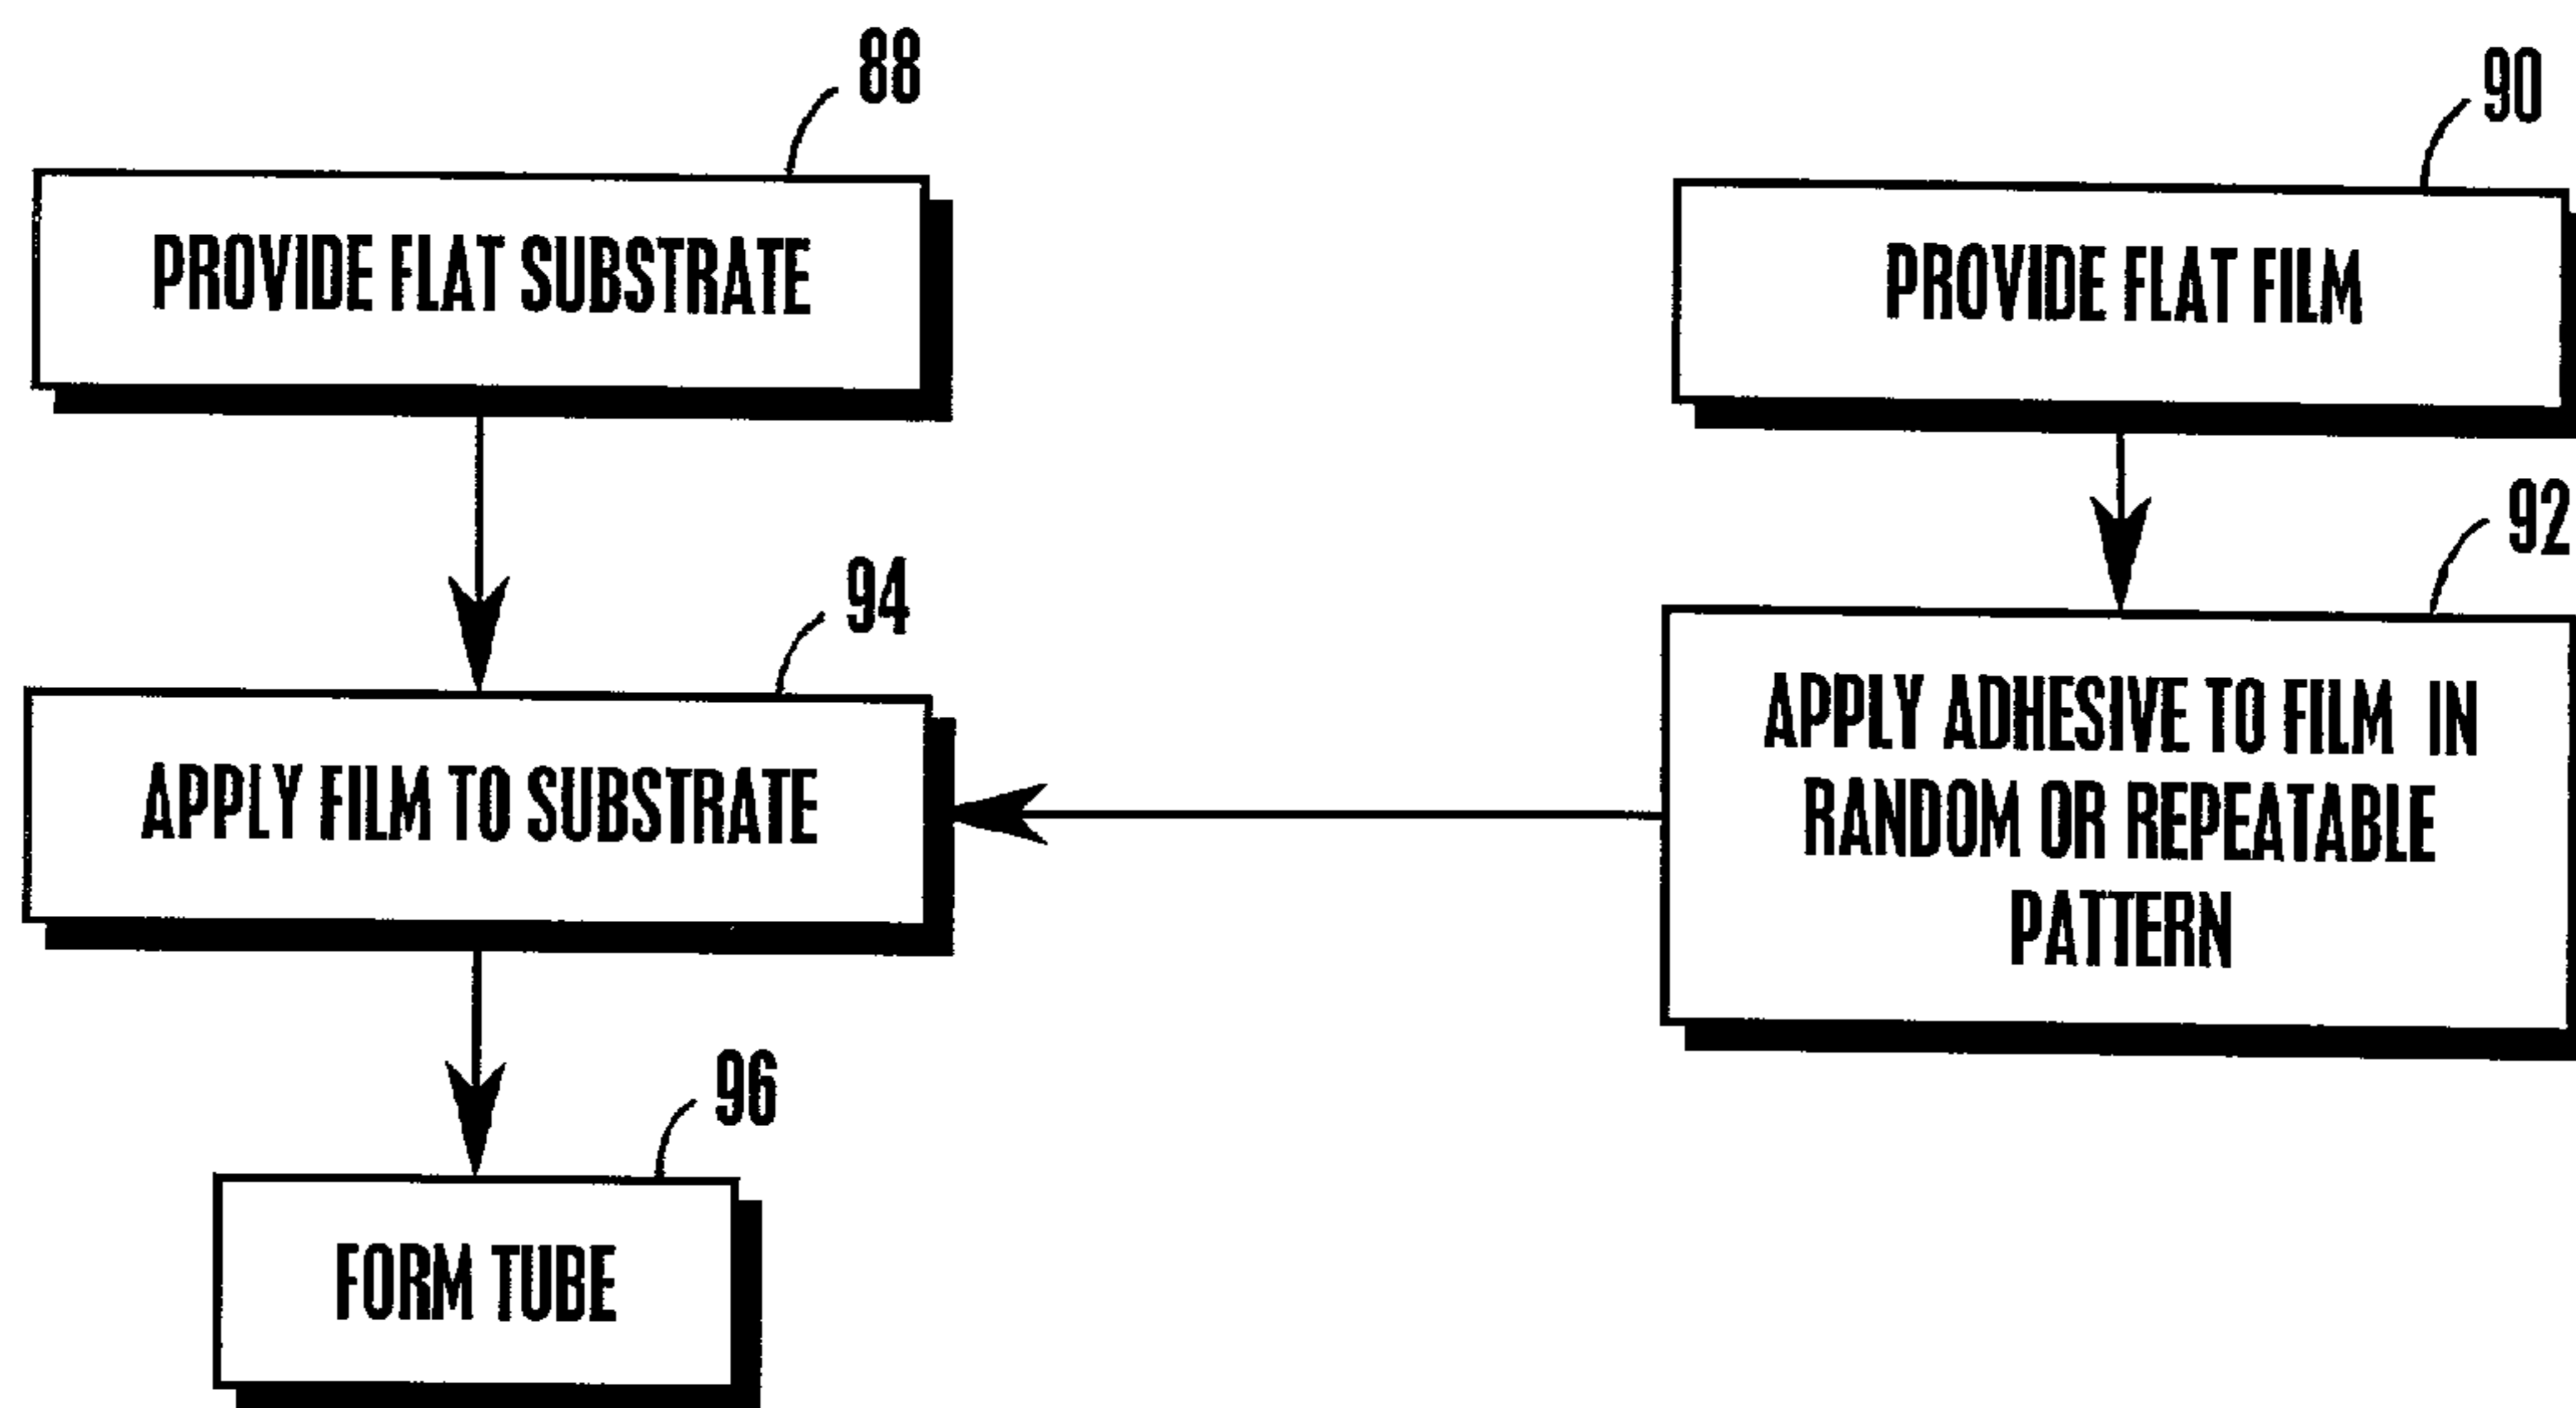 88
PROVIDE FLAT SUBSTRATE
90
PROVIDE FLAT FILM
92
APPLY ADHESIVE TO FILM IN
RANDOM OR REPEATABLE
PATTERN
94
APPLY FILM TO SUBSTRATE
96
FORM TUBE